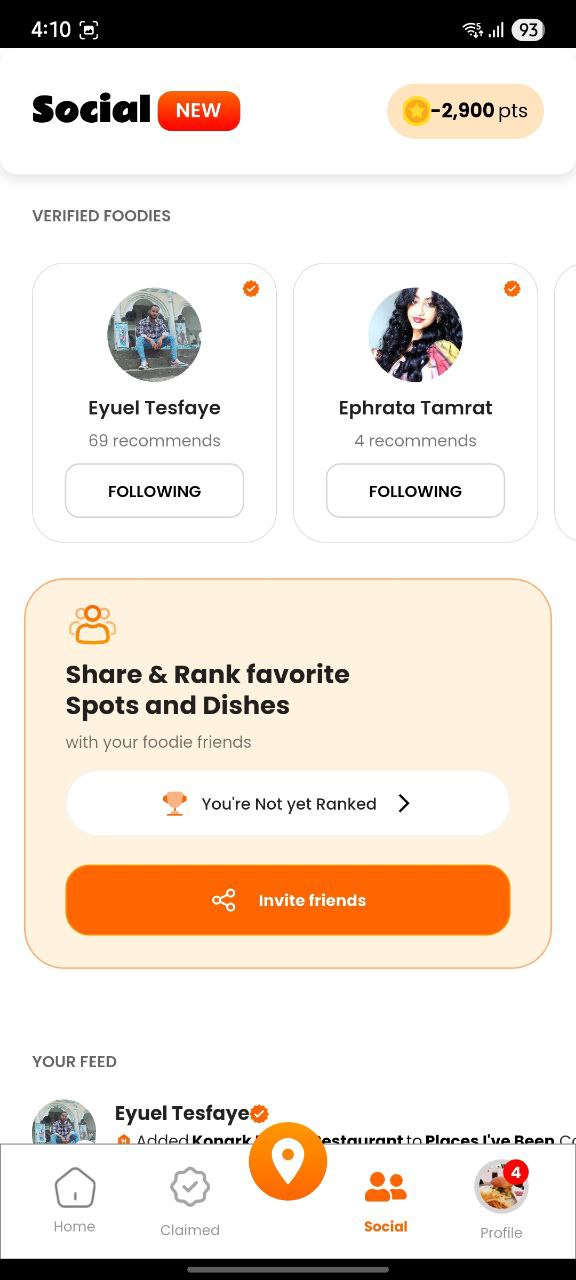 4:10
93
Social NEW
-2,900 pts
VERIFIED FOODIES
Eyuel Tesfaye
69 recommends
FOLLOWING
Ephrata Tamrat
4 recommends
FOLLOWING
Share & Rank favorite
Spots and Dishes
with your foodie friends
You're Not yet Ranked
Invite friends
YOUR FEED
Eyuel Tesfaye
Added Konark Restaurant to Places I've Been
4
Home
Claimed
Social
Profile